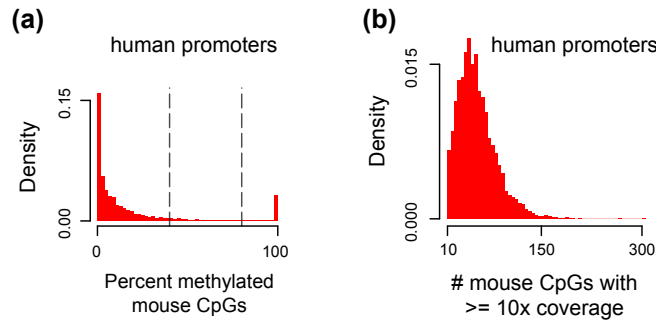 (a)
human promoters
0.15
Density
0.00
0
100
Percent methylated
mouse CpGs
(b)
human promoters
0.015
Density
0.000
10
150
300
# mouse CpGs with
>= 10x coverage